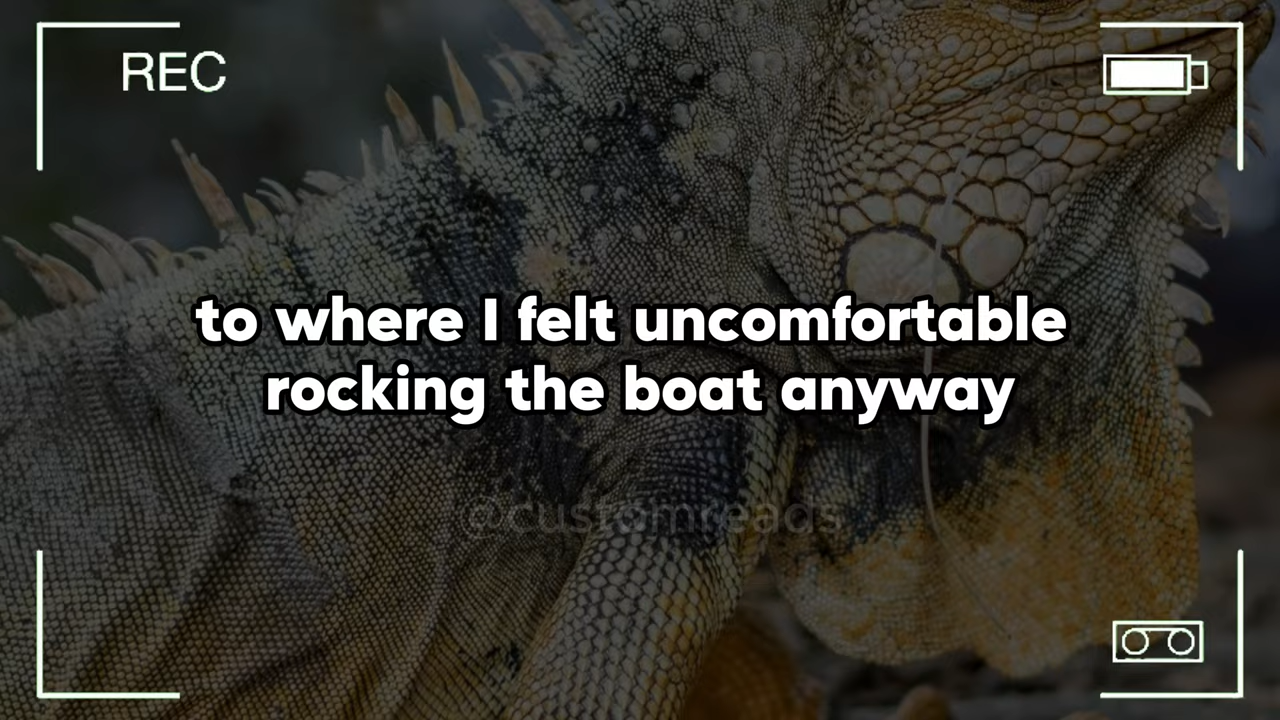 REC
to where I felt uncomfortable
rocking the boat anyway
@customreads